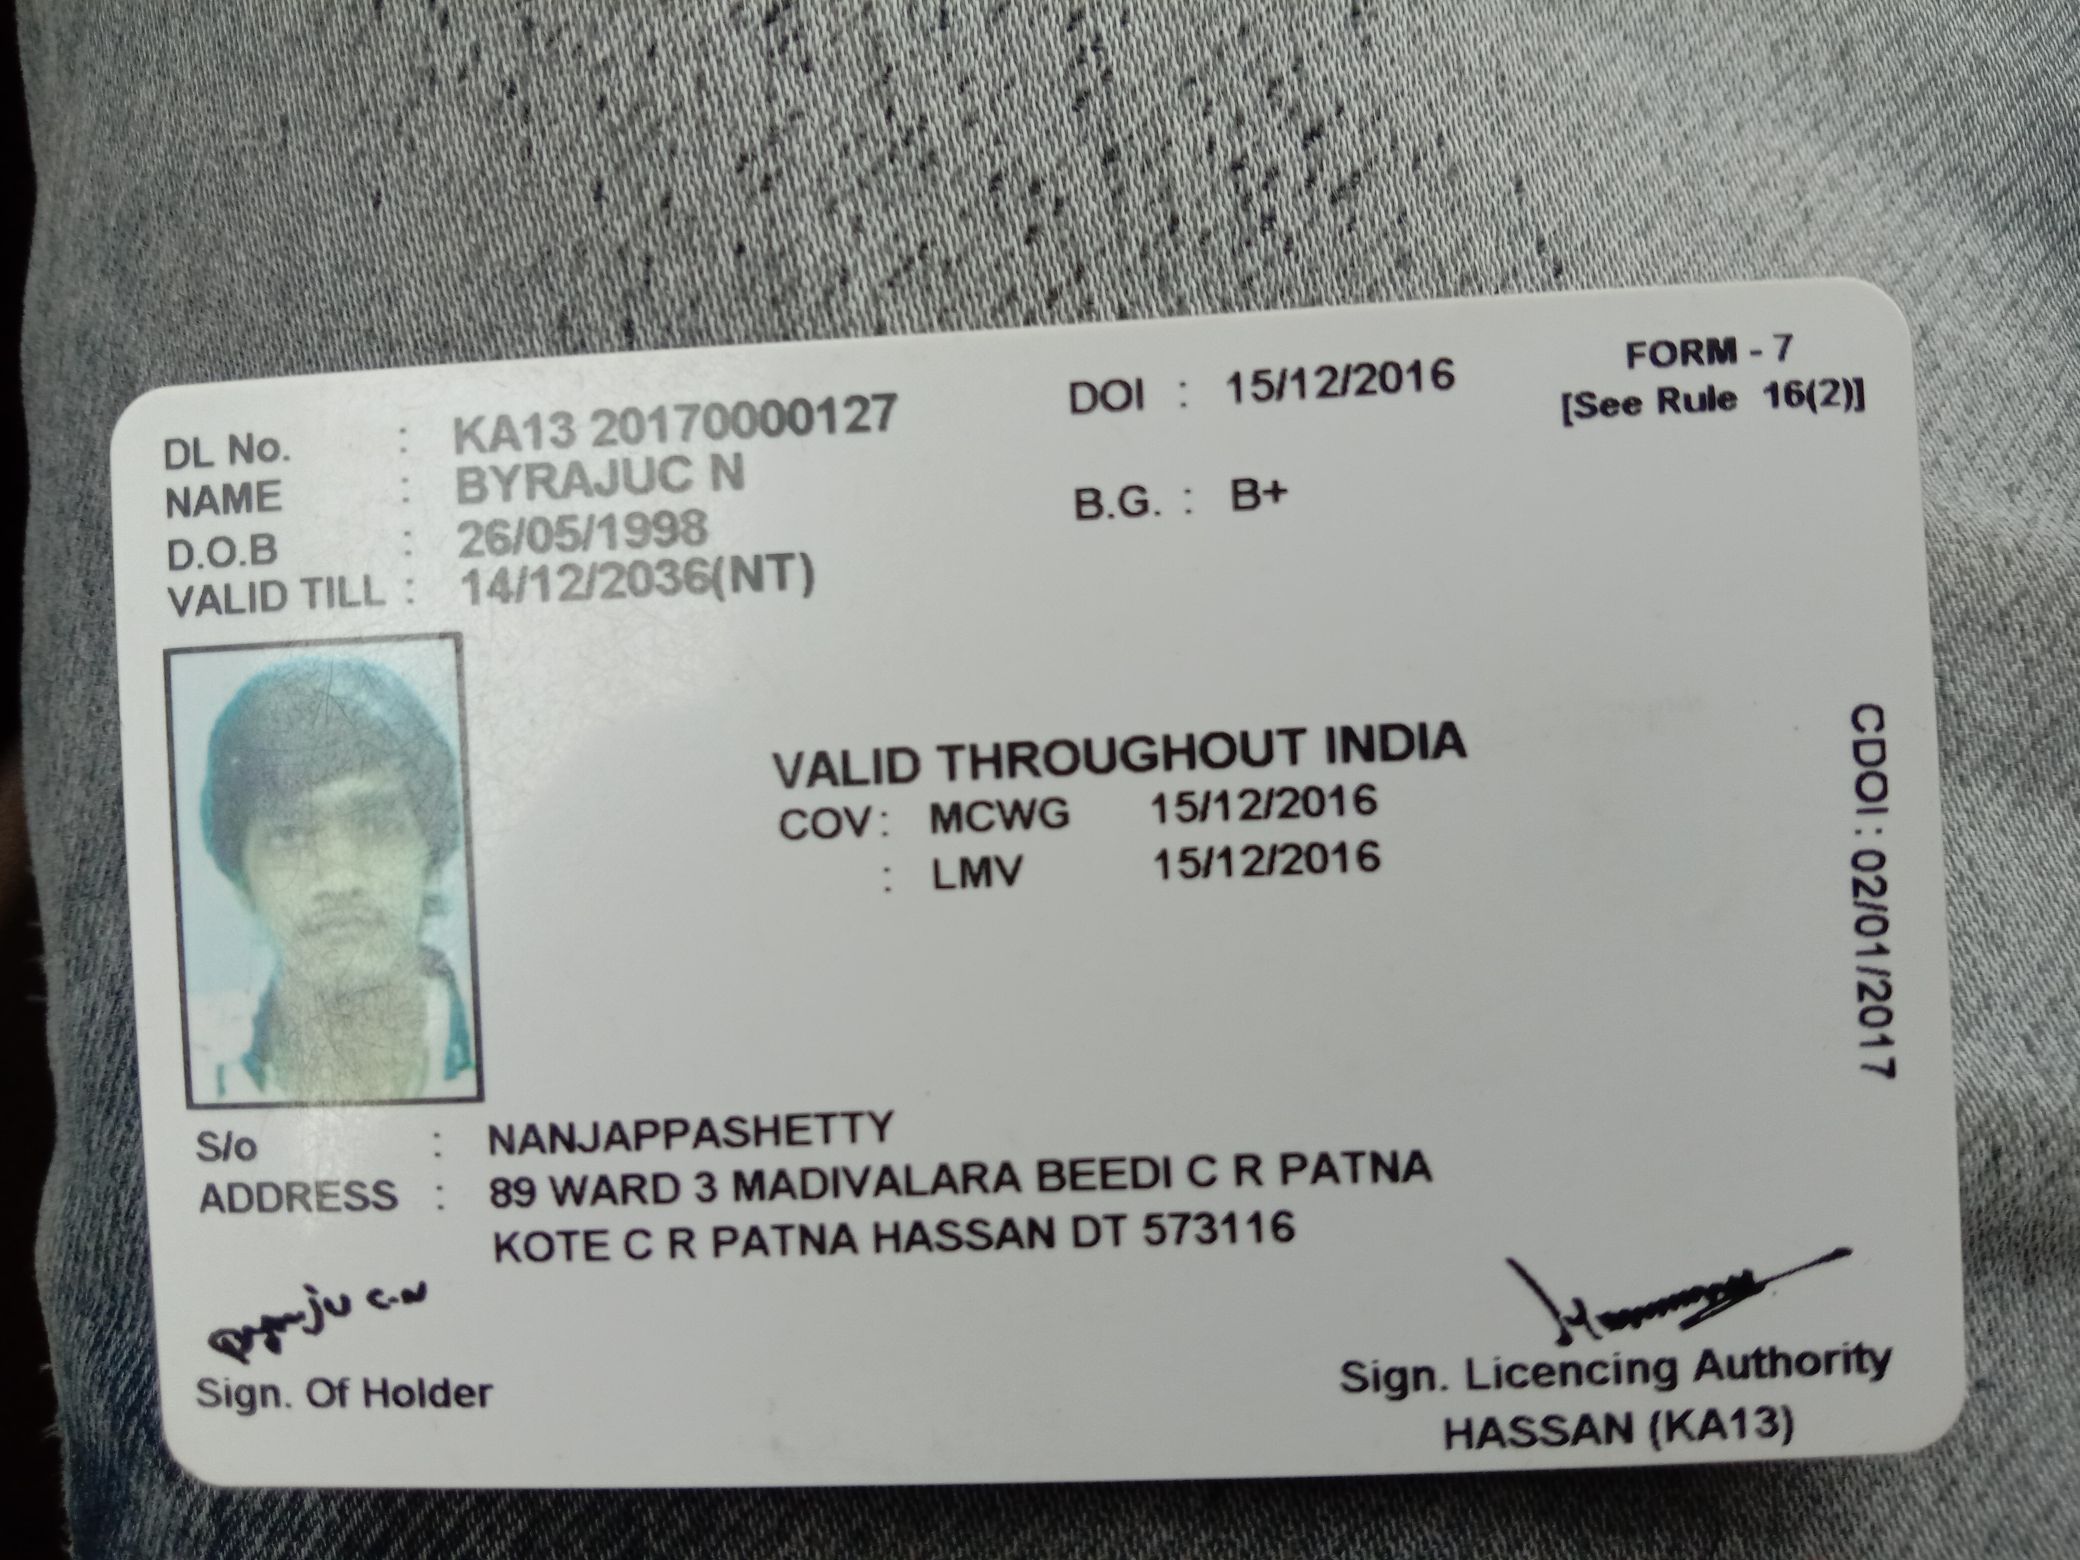 FORM - 7
[See Rule 16(2)]
DL No. : KA13 20170000127 DOI : 15/12/2016
NAME : BYRAJUC N B.G. : B+
D.O.B : 26/05/1998
VALID TILL : 14/12/2036(NT)
VALID THROUGHOUT INDIA
COV : MCWG 15/12/2016
: LMV 15/12/2016
CDOI : 02/01/2017
S/o : NANJAPPASHETTY
ADDRESS : 89 WARD 3 MADIVALARA BEEDI C R PATNA
KOTE C R PATNA HASSAN DT 573116
Byraju C-N
Sign. Of Holder
Sign. Licencing Authority
HASSAN (KA13)